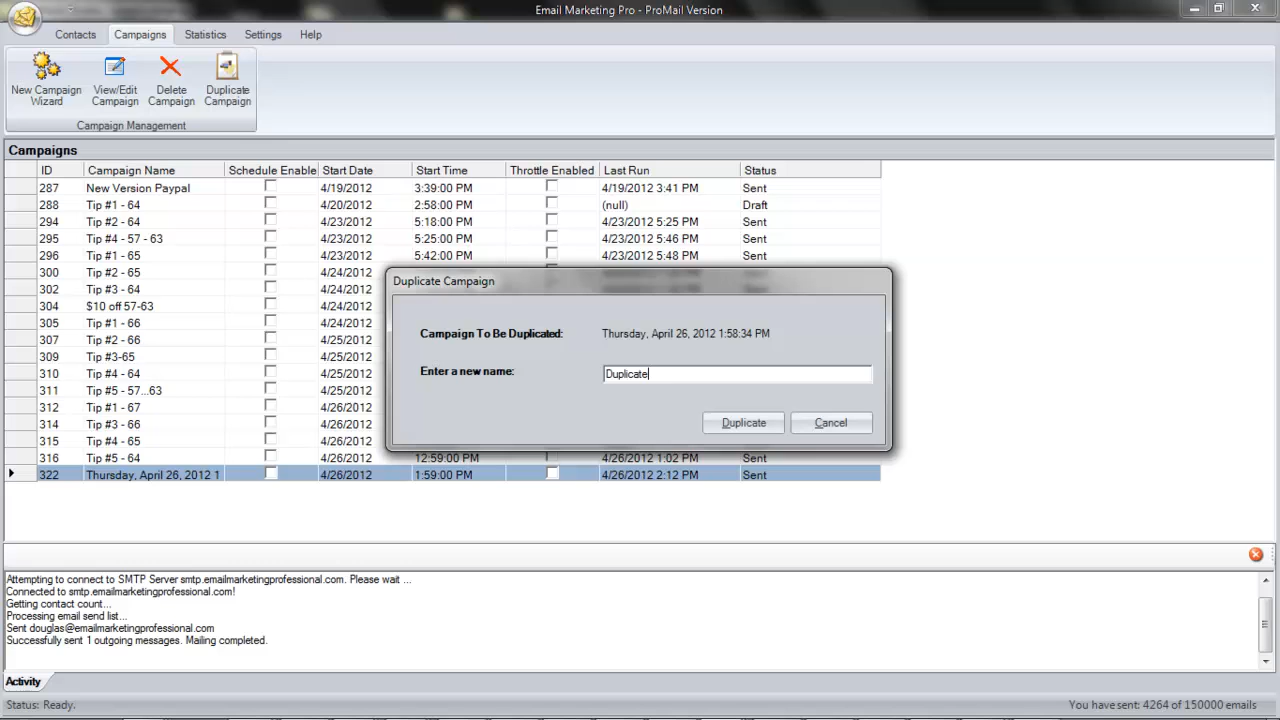 Email Marketing Pro - ProMail Version
Contacts Campaigns Statistics Settings Help
New Campaign Wizard View/Edit Campaign Delete Campaign Duplicate Campaign
Campaign Management
Campaigns
ID Campaign Name Schedule Enable Start Date Start Time Throttle Enabled Last Run Status
287 New Version Paypal 4/19/2012 3:39:00 PM 4/19/2012 3:41 PM Sent
288 Tip #1 - 64 4/20/2012 2:58:00 PM (null) Draft
294 Tip #2 - 64 4/23/2012 5:18:00 PM 4/23/2012 5:25 PM Sent
295 Tip #4 - 57 - 63 4/23/2012 5:25:00 PM 4/23/2012 5:46 PM Sent
296 Tip #1 - 65 4/23/2012 5:42:00 PM 4/23/2012 5:48 PM Sent
300 Tip #2 - 65 4/24/2012
302 Tip #3 - 64 4/24/2012
304 $10 off 57-63 4/24/2012
305 Tip #1 - 66 4/24/2012
307 Tip #2 - 66 4/25/2012
309 Tip #3-65 4/25/2012
310 Tip #4 - 64 4/25/2012
311 Tip #5 - 57...63 4/25/2012
312 Tip #1 - 67 4/26/2012
314 Tip #3 - 66 4/26/2012
315 Tip #4 - 65 4/26/2012
316 Tip #5 - 64 4/26/2012 12:59:00 PM 4/26/2012 1:02 PM Sent
322 Thursday, April 26, 2012 1 4/26/2012 1:59:00 PM 4/26/2012 2:12 PM Sent
Duplicate Campaign
Campaign To Be Duplicated: Thursday, April 26, 2012 1:58:34 PM
Enter a new name: Duplicate
Duplicate Cancel
Attempting to connect to SMTP Server smtp.emailmarketingprofessional.com. Please wait ...
Connected to smtp.emailmarketingprofessional.com!
Getting contact count...
Processing email send list...
Sent douglas@emailmarketingprofessional.com
Successfully sent 1 outgoing messages. Mailing completed.
Activity
Status: Ready. You have sent: 4264 of 150000 emails